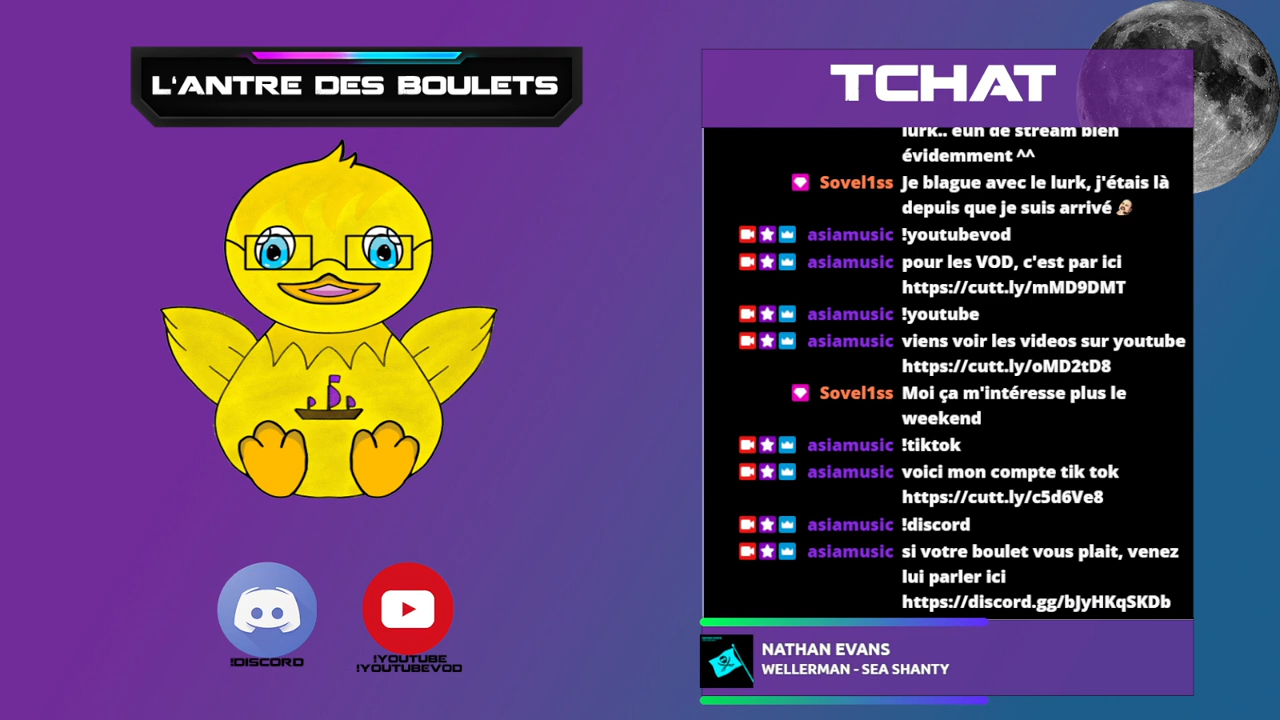 L'ANTRE DES BOULETS
TCHAT
lurk.. euh de stream bien
évidemment ^^
Sovel1ss Je blague avec le lurk, j'étais là
depuis que je suis arrivé
asiamusic !youtubevod
asiamusic pour les VOD, c'est par ici
https://cutt.ly/mMD9DMT
asiamusic !youtube
asiamusic viens voir les videos sur youtube
https://cutt.ly/oMD2tD8
Sovel1ss Moi ça m'intéresse plus le
weekend
asiamusic !tiktok
asiamusic voici mon compte tik tok
https://cutt.ly/c5d6Ve8
asiamusic !discord
asiamusic si votre boulet vous plait, venez
lui parler ici
https://discord.gg/bJyHKqSKDb
!DISCORD
!YOUTUBE
!YOUTUBEVOD
NATHAN EVANS
WELLERMAN - SEA SHANTY